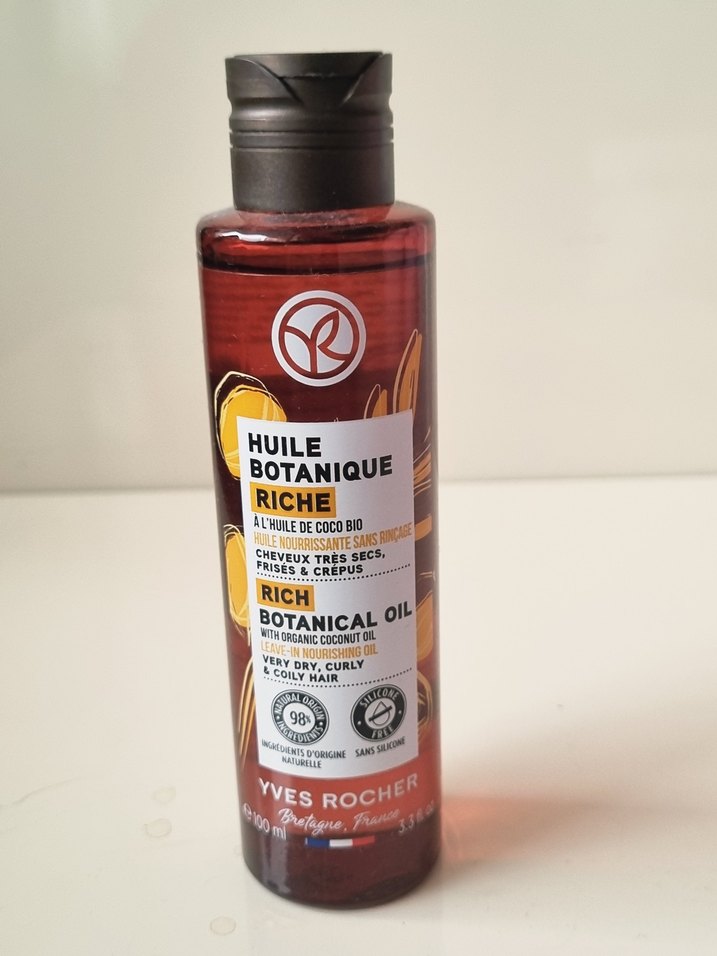 HUILE
BOTANIQUE
RICHE
À L'HUILE DE COCO BIO
HUILE NOURRISSANTE SANS RINÇAGE
CHEVEUX TRÈS SECS,
FRISÉS & CRÉPUS
RICH
BOTANICAL OIL
WITH ORGANIC COCONUT OIL
LEAVE-IN NOURISHING OIL
VERY DRY, CURLY
& COILY HAIR
NATURAL ORIGIN
98%
INGREDIENTS
SILICONE
FREE
INGRÉDIENTS D'ORIGINE
NATURELLE
SANS SILICONE
YVES ROCHER
Bretagne, France
℮ 100 ml
3.3 fl. oz